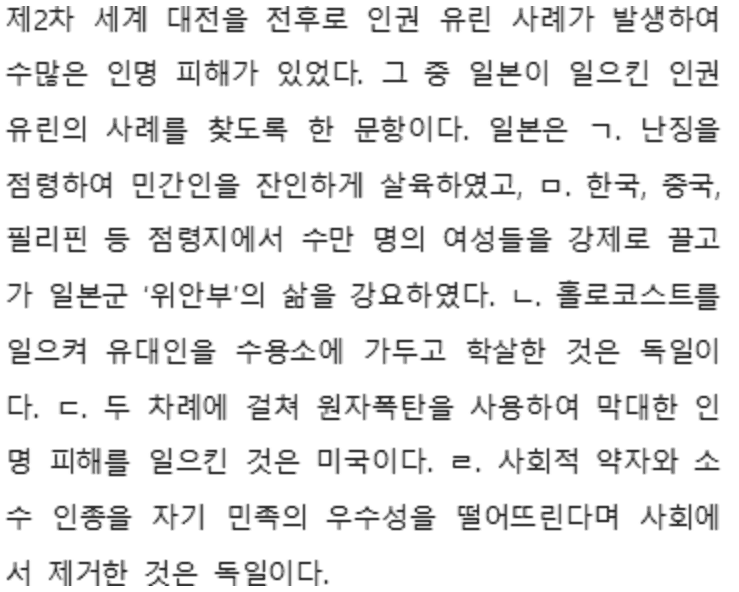 제2차 세계 대전을 전후로 인권 유린 사례가 발생하여
수많은 인명 피해가 있었다. 그 중 일본이 일으킨 인권
유린의 사례를 찾도록 한 문항이다. 일본은 ㄱ. 난징을
점령하여 민간인을 잔인하게 살육하였고, ㅁ. 한국, 중국,
필리핀 등 점령지에서 수만 명의 여성들을 강제로 끌고
가 일본군 ‘위안부’의 삶을 강요하였다. ㄴ. 홀로코스트를
일으켜 유대인을 수용소에 가두고 학살한 것은 독일이
다. ㄷ. 두 차례에 걸쳐 원자폭탄을 사용하여 막대한 인
명 피해를 일으킨 것은 미국이다. ㄹ. 사회적 약자와 소
수 인종을 자기 민족의 우수성을 떨어뜨린다며 사회에
서 제거한 것은 독일이다.